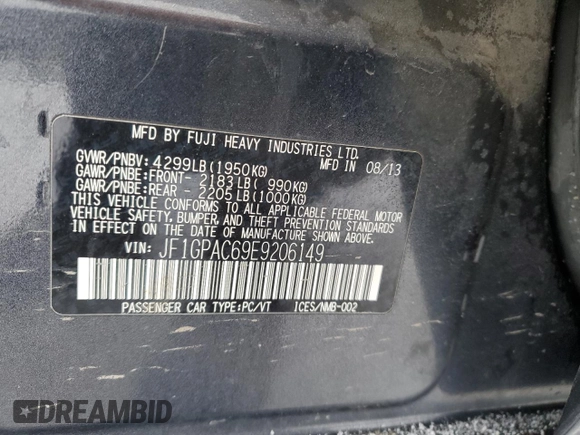 MFD BY FUJI HEAVY INDUSTRIES LTD.
GVWR/PNBV: 4299LB(1950KG) MFD IN 08/13
GAWR/PNBE:FRONT- 2183LB( 990KG)
GAWR/PNBE:REAR - 2205LB(1000KG)
THIS VEHICLE CONFORMS TO ALL APPLICABLE FEDERAL MOTOR
VEHICLE SAFETY, BUMPER, AND THEFT PREVENTION STANDARDS
IN EFFECT ON THE DATE OF MANUFACTURE SHOWN ABOVE.
VIN: JF1GPAC69E9206149
PASSENGER CAR TYPE:PC/VT ICES/NMB-002
DREAMBID